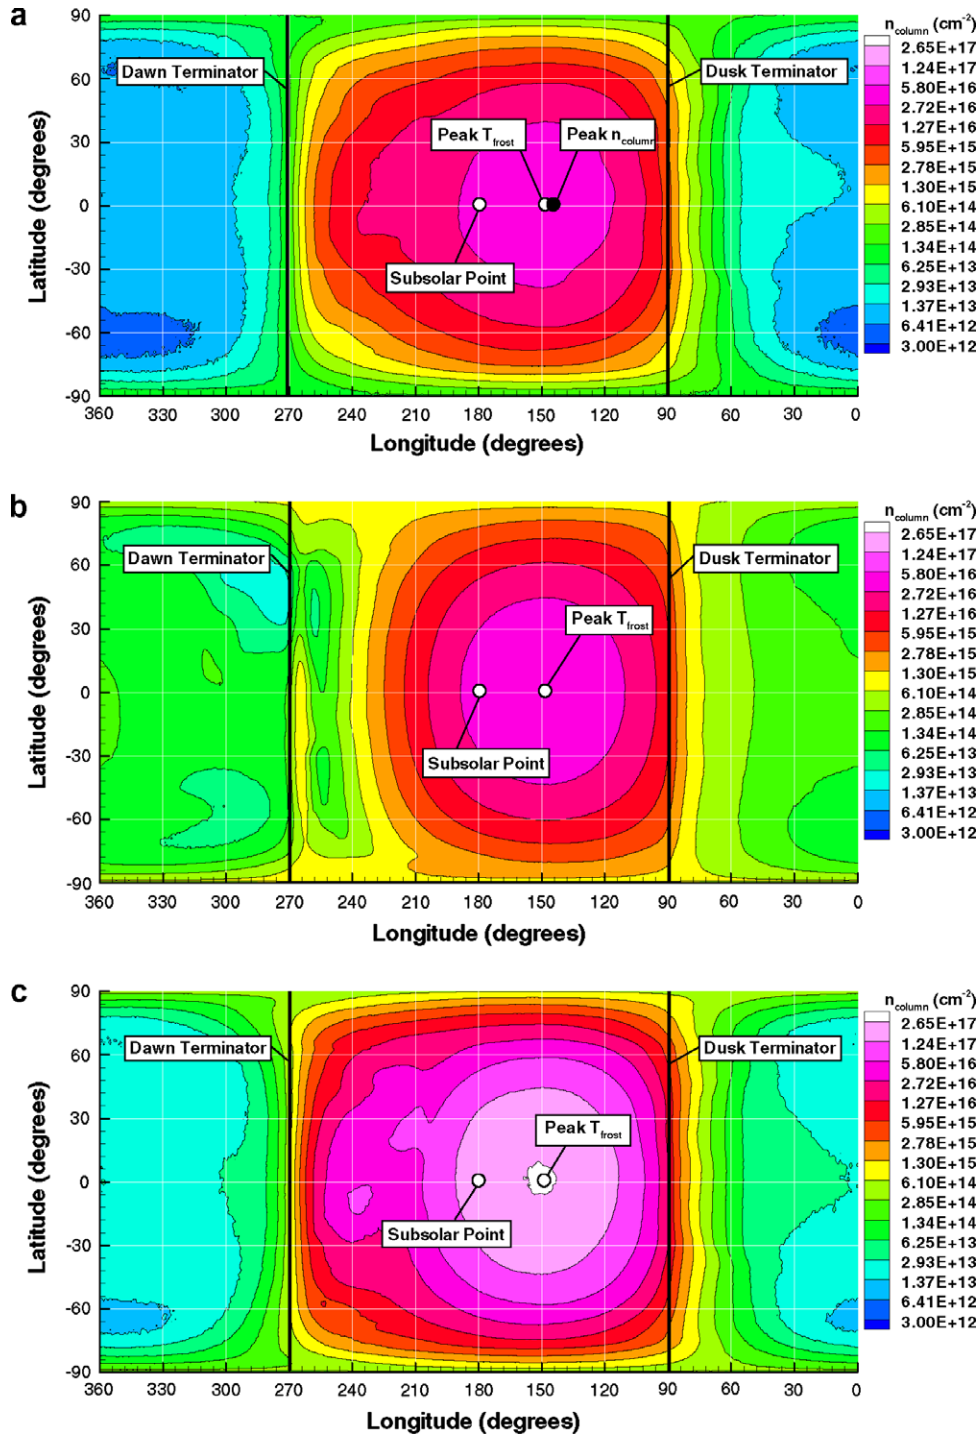 a
n_column (cm⁻²)
90
60
30
0
-30
-60
-90
Latitude (degrees)
Dawn Terminator
Dusk Terminator
Peak T_frost
Peak n_column
Subsolar Point
2.65E+17
1.24E+17
5.80E+16
2.72E+16
1.27E+16
5.95E+15
2.78E+15
1.30E+15
6.10E+14
2.85E+14
1.34E+14
6.25E+13
2.93E+13
1.37E+13
6.41E+12
3.00E+12
360 330 300 270 240 210 180 150 120 90 60 30 0
Longitude (degrees)
b
n_column (cm⁻²)
90
60
30
0
-30
-60
-90
Latitude (degrees)
Dawn Terminator
Dusk Terminator
Peak T_frost
Subsolar Point
2.65E+17
1.24E+17
5.80E+16
2.72E+16
1.27E+16
5.95E+15
2.78E+15
1.30E+15
6.10E+14
2.85E+14
1.34E+14
6.25E+13
2.93E+13
1.37E+13
6.41E+12
3.00E+12
360 330 300 270 240 210 180 150 120 90 60 30 0
Longitude (degrees)
c
n_column (cm⁻²)
90
60
30
0
-30
-60
-90
Latitude (degrees)
Dawn Terminator
Dusk Terminator
Peak T_frost
Subsolar Point
2.65E+17
1.24E+17
5.80E+16
2.72E+16
1.27E+16
5.95E+15
2.78E+15
1.30E+15
6.10E+14
2.85E+14
1.34E+14
6.25E+13
2.93E+13
1.37E+13
6.41E+12
3.00E+12
360 330 300 270 240 210 180 150 120 90 60 30 0
Longitude (degrees)